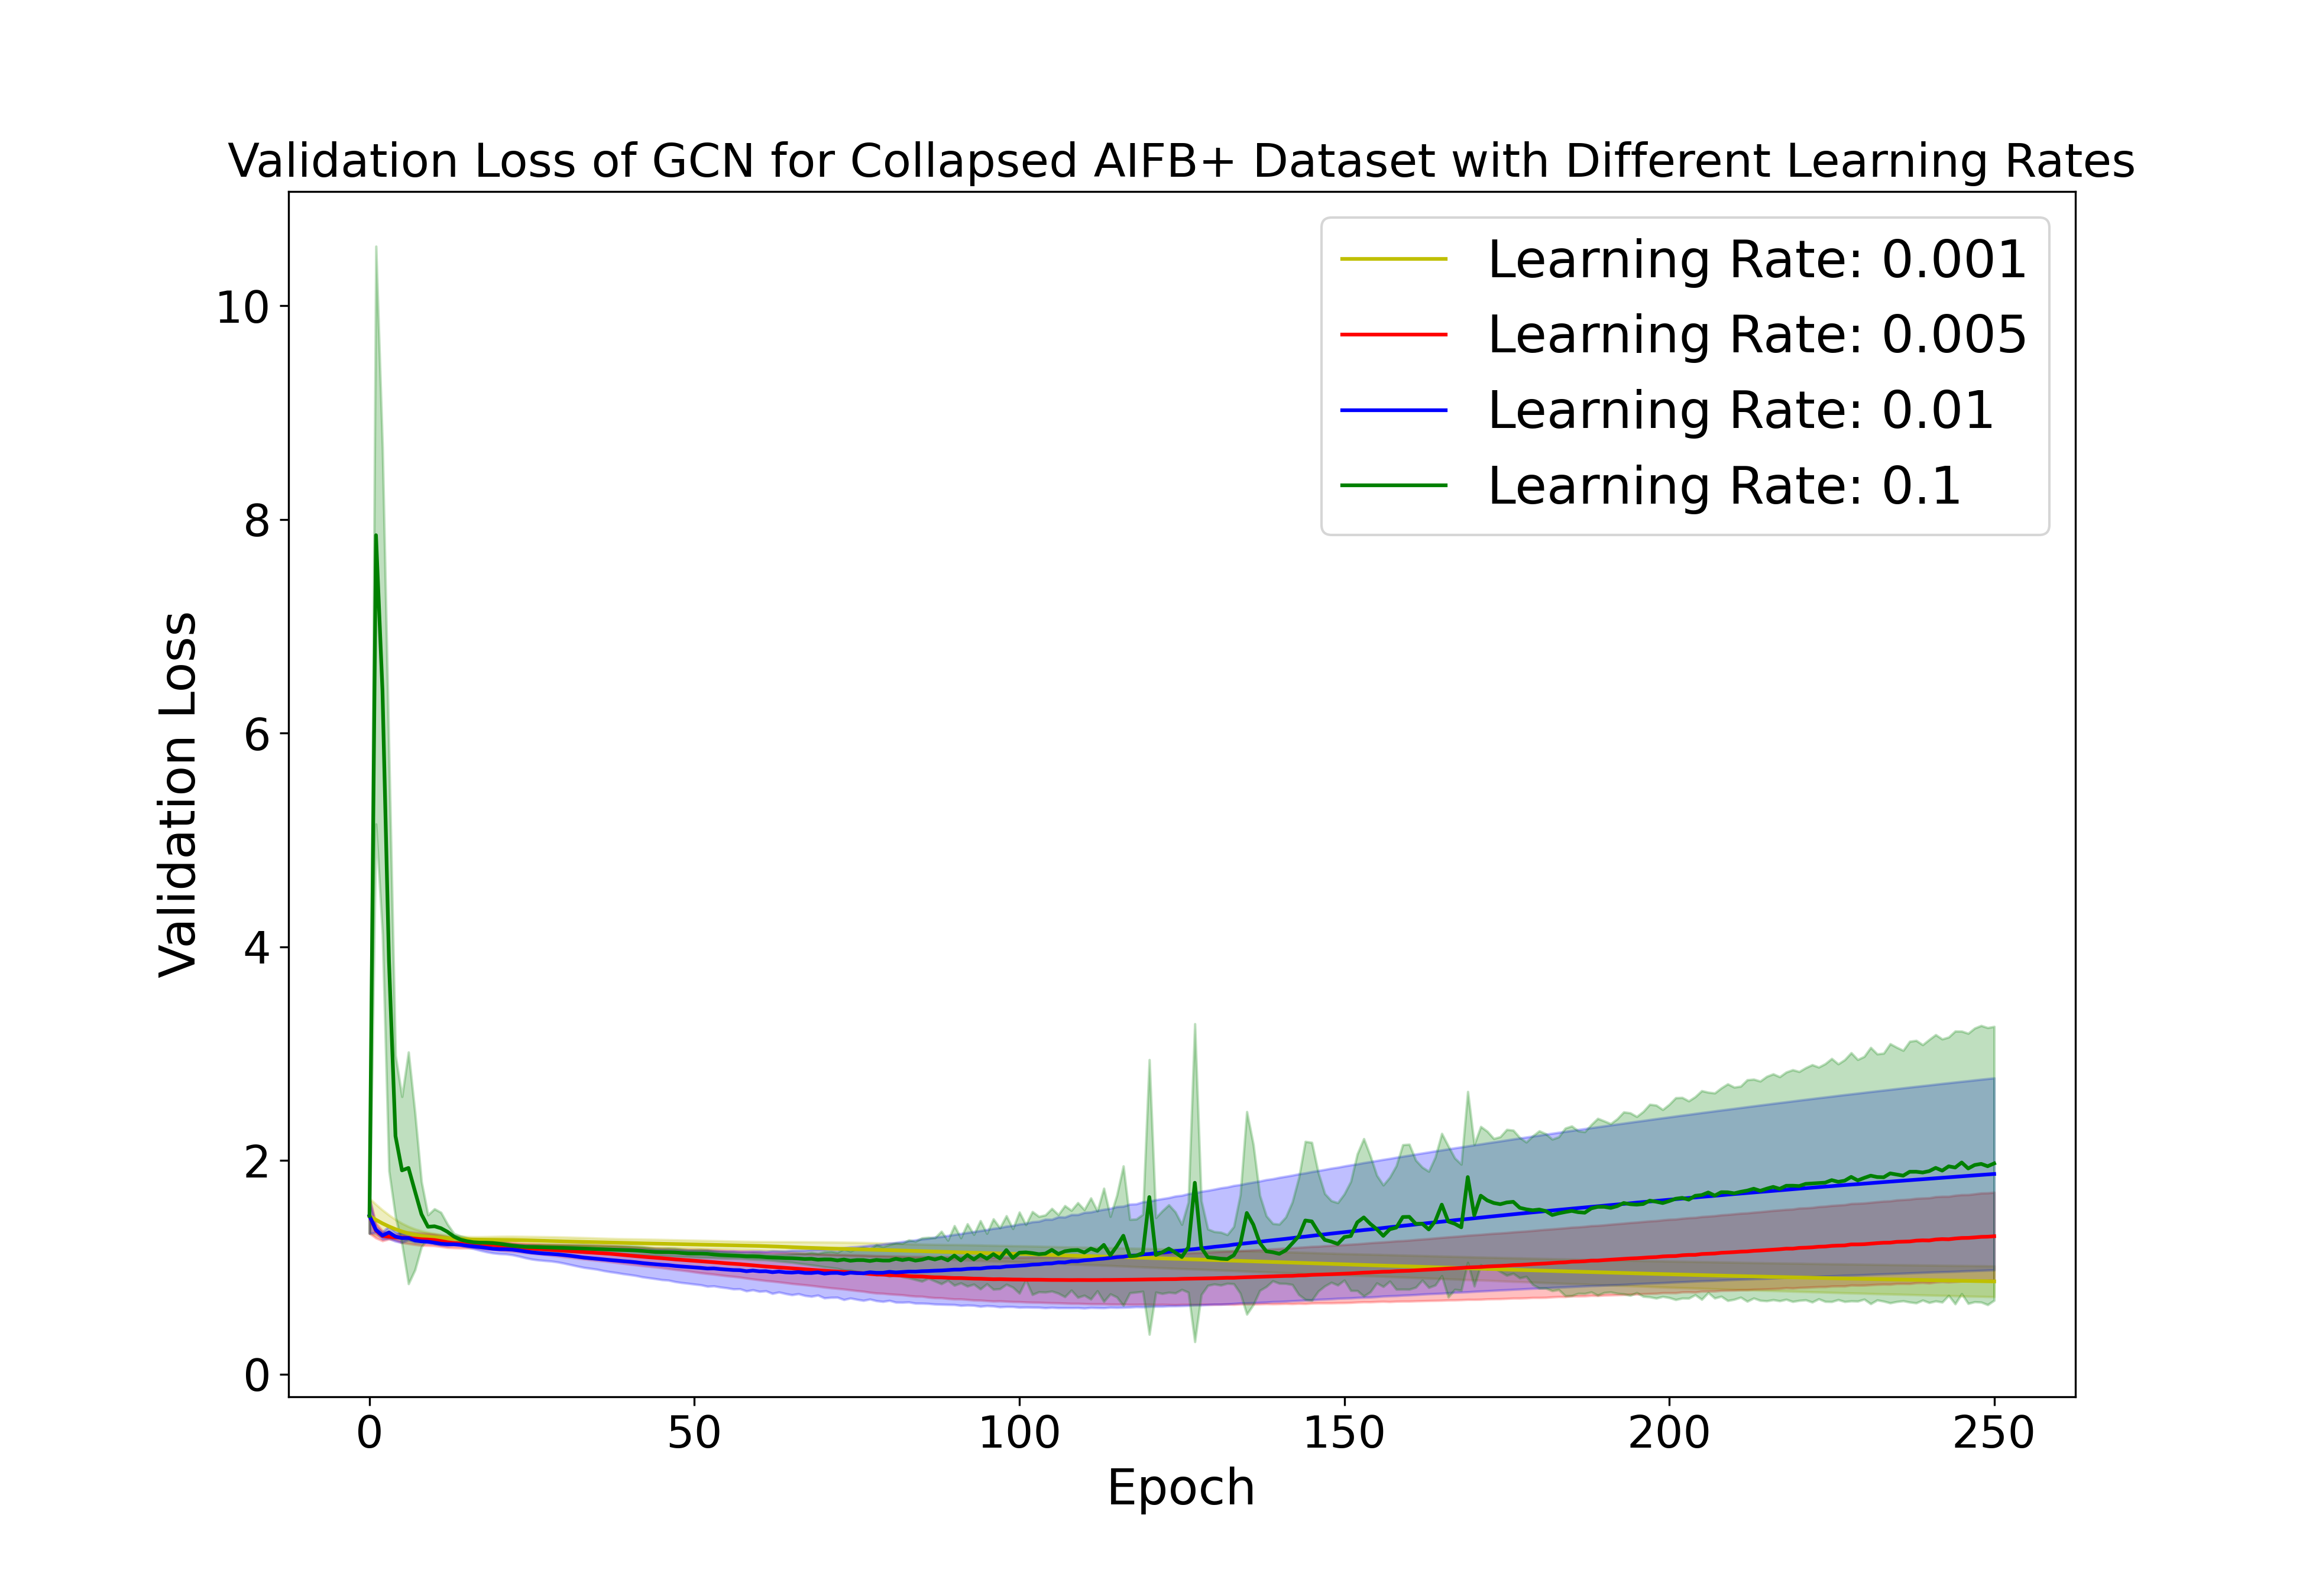 Validation Loss of GCN for Collapsed AIFB+ Dataset with Different Learning Rates
Learning Rate: 0.001
Learning Rate: 0.005
Learning Rate: 0.01
Learning Rate: 0.1
Validation Loss
10
8
6
4
2
0
0 50 100 150 200 250
Epoch